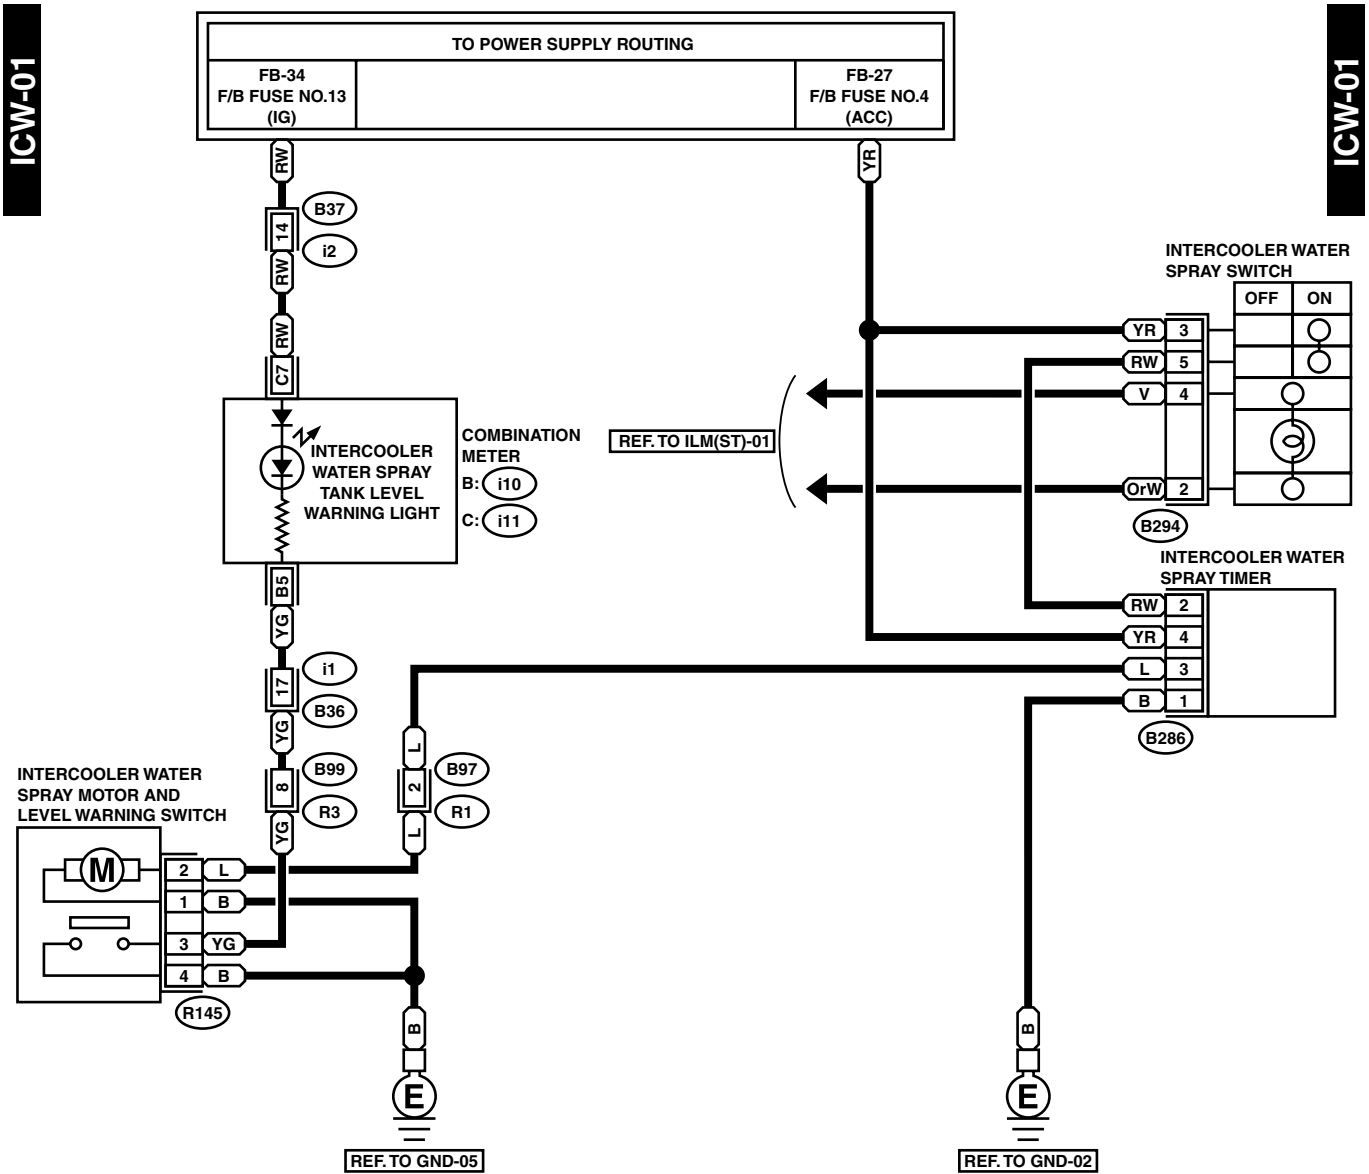 ICW-01
ICW-01
TO POWER SUPPLY ROUTING
FB-34
F/B FUSE NO.13
(IG)
FB-27
F/B FUSE NO.4
(ACC)
RW
YR
14
B37
i2
RW
RW
C7
INTERCOOLER
WATER SPRAY
TANK LEVEL
WARNING LIGHT
COMBINATION
METER
B: i10
C: i11
REF. TO ILM(ST)-01
INTERCOOLER WATER
SPRAY SWITCH
OFF ON
YR 3
RW 5
V 4
OrW 2
B294
INTERCOOLER WATER
SPRAY TIMER
RW 2
YR 4
L 3
B 1
B286
B5
YG
17
i1
B36
YG
8
B99
R3
YG
L
2
B97
R1
L
INTERCOOLER WATER
SPRAY MOTOR AND
LEVEL WARNING SWITCH
M
2 L
1 B
3 YG
4 B
R145
B
E
REF. TO GND-05
B
E
REF. TO GND-02